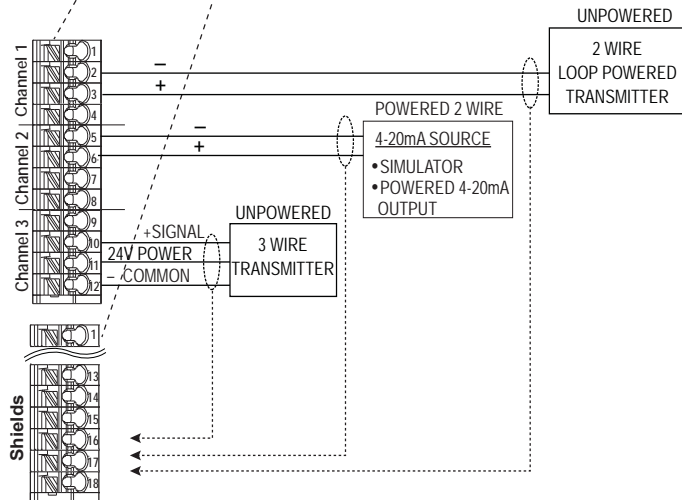 UNPOWERED
2 WIRE
LOOP POWERED
TRANSMITTER
Channel 1
Channel 2
Channel 3
1
2
3
4
5
6
7
8
9
10
11
12
–
+
–
+
POWERED 2 WIRE
4-20mA SOURCE
•SIMULATOR
•POWERED 4-20mA
OUTPUT
UNPOWERED
3 WIRE
TRANSMITTER
+SIGNAL
24V POWER
– COMMON
1
Shields
13
14
15
16
17
18